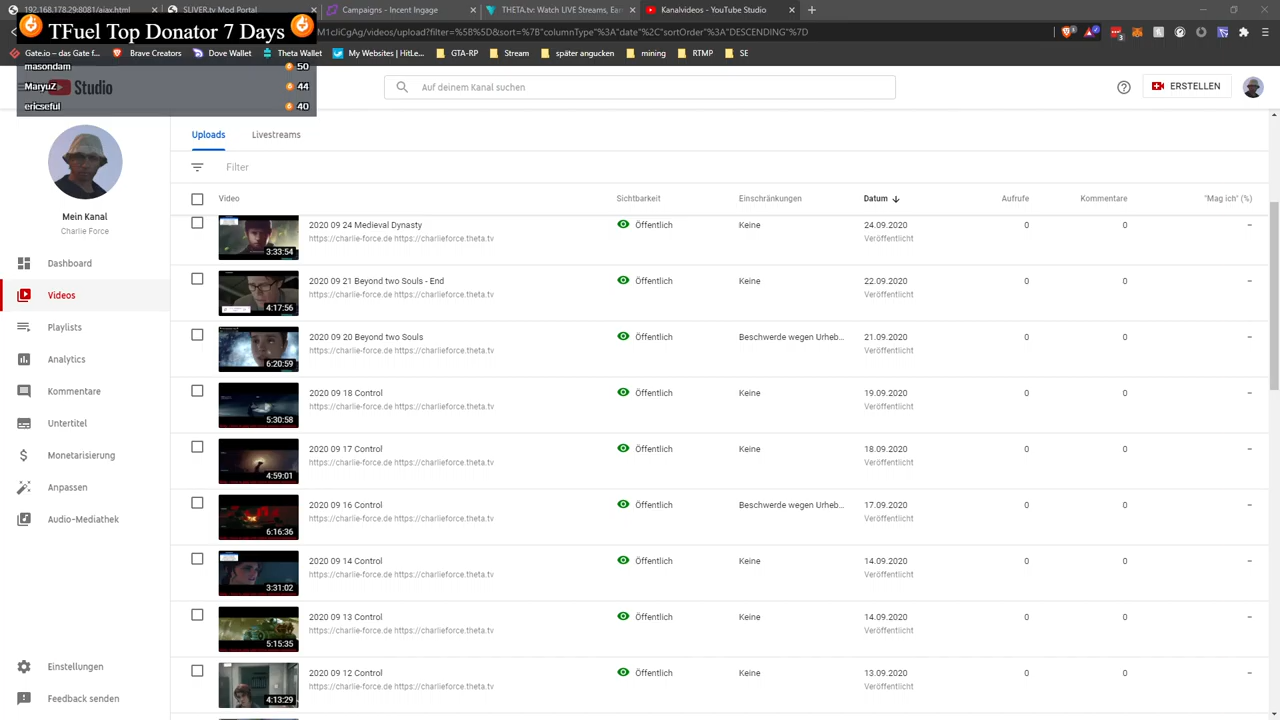 192.168.178.29:8081/ajax.html
SLIVER.tv - Watch LIVE Str
Campaigns - Incent Ingage
THETA.tv: Watch LIVE Streams, Ear
Kanalvideos - YouTube Studio
TFuel Top Donator 7 Days
M1cJiCgAg/videos/upload?filter=%5B%5D&sort=%7B"columnType"%3A"date"%2C"sortOrder"%3A"DESCENDING"%7D
Gate.io – das Gate f...
Brave Creators
Dove Wallet
Theta Wallet
My Websites | Linkt...
GTA-RP
Stream
später angucken
mining
RTMP
SE
masondam 50
MaryuZ 44
ericseful 40
Studio
Auf deinem Kanal suchen
ERSTELLEN
Uploads Livestreams
Filter
Mein Kanal
Charlie Force
Dashboard
Videos
Playlists
Analytics
Kommentare
Untertitel
Monetarisierung
Anpassen
Audio-Mediathek
Einstellungen
Feedback senden
Video Sichtbarkeit Einschränkungen Datum Aufrufe Kommentare "Mag ich" (%)
2020 09 24 Medieval Dynasty Öffentlich Keine 24.09.2020 0 0 –
https://charlie-force.de https://charlieforce.theta.tv Veröffentlicht
3:33:54
2020 09 21 Beyond two Souls - End Öffentlich Keine 22.09.2020 0 0 –
https://charlie-force.de https://charlieforce.theta.tv Veröffentlicht
4:17:56
2020 09 20 Beyond two Souls Öffentlich Beschwerde wegen Urheb... 21.09.2020 0 0 –
https://charlie-force.de https://charlieforce.theta.tv Veröffentlicht
6:20:59
2020 09 18 Control Öffentlich Keine 19.09.2020 0 0 –
https://charlie-force.de https://charlieforce.theta.tv Veröffentlicht
5:30:58
2020 09 17 Control Öffentlich Keine 18.09.2020 0 0 –
https://charlie-force.de https://charlieforce.theta.tv Veröffentlicht
4:59:01
2020 09 16 Control Öffentlich Beschwerde wegen Urheb... 17.09.2020 0 0 –
https://charlie-force.de https://charlieforce.theta.tv Veröffentlicht
6:16:36
2020 09 14 Control Öffentlich Keine 14.09.2020 0 0 –
https://charlie-force.de https://charlieforce.theta.tv Veröffentlicht
3:31:02
2020 09 13 Control Öffentlich Keine 14.09.2020 0 0 –
https://charlie-force.de https://charlieforce.theta.tv Veröffentlicht
5:15:35
2020 09 12 Control Öffentlich Keine 13.09.2020 0 0 –
https://charlie-force.de https://charlieforce.theta.tv Veröffentlicht
4:13:29